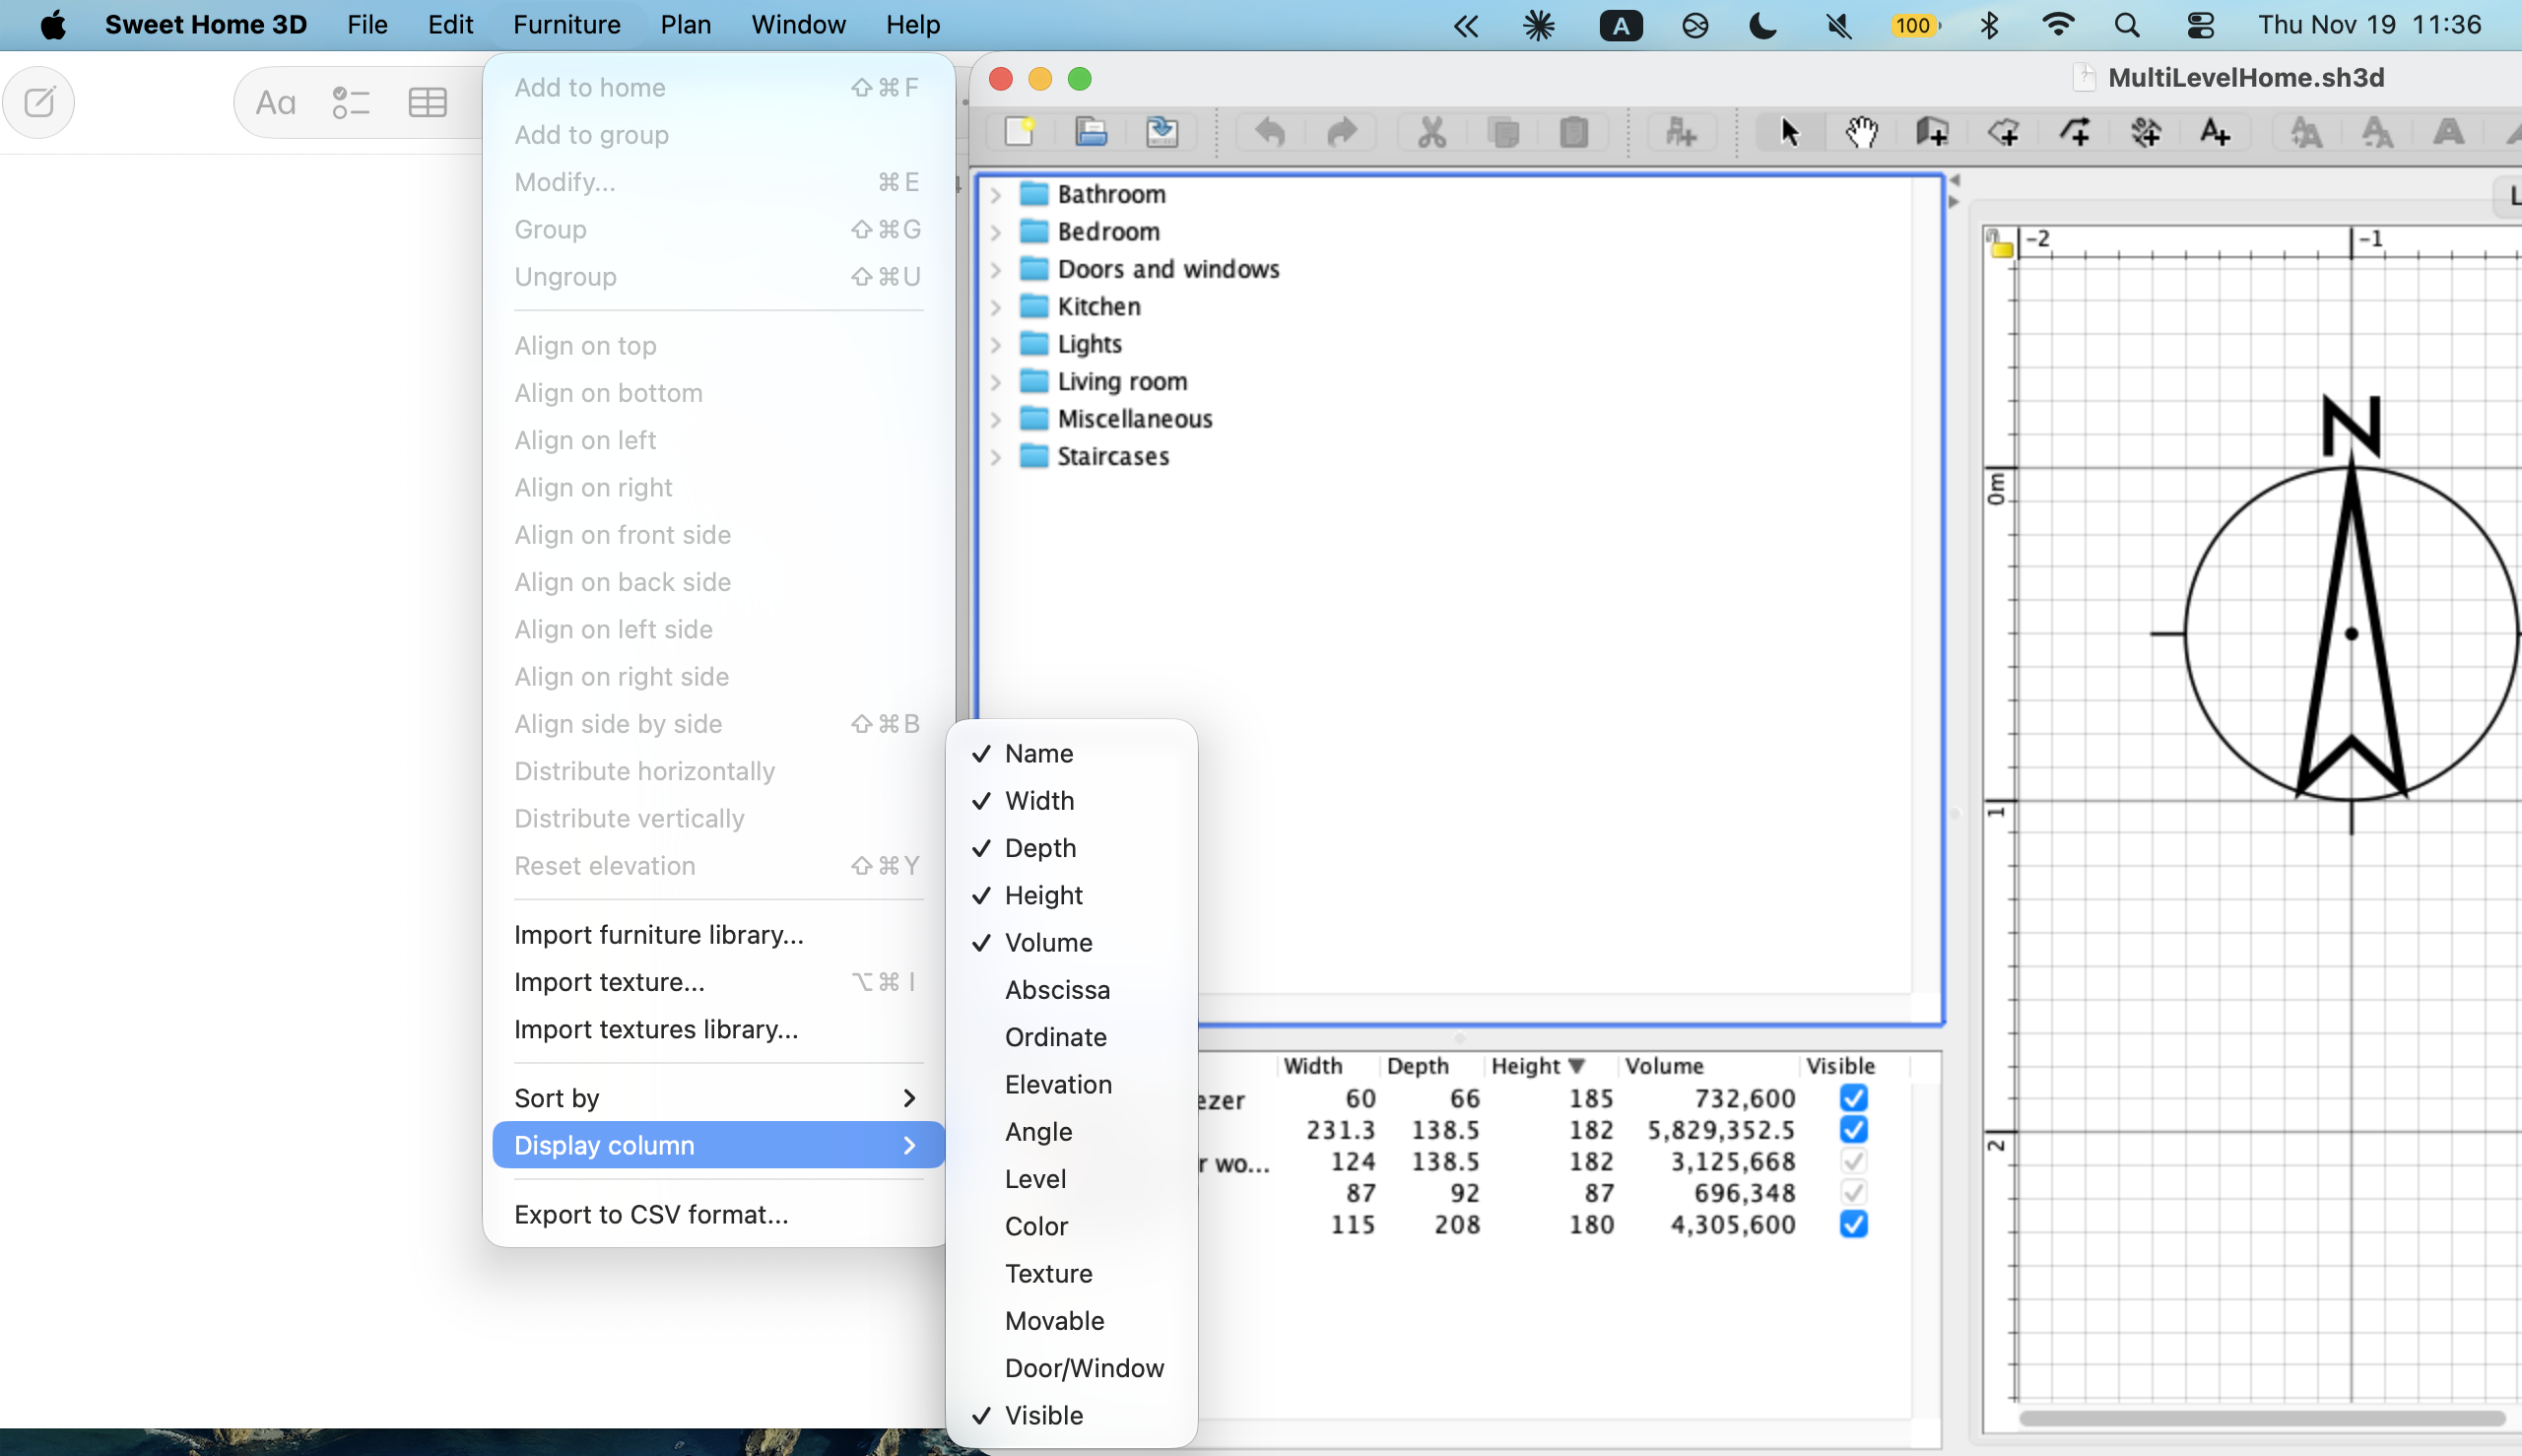 Sweet Home 3D File Edit Furniture Plan Window Help A 100 Thu Nov 19 11:36
Aa
Add to home ⇧⌘F
Add to group
Modify... ⌘E
Group ⇧⌘G
Ungroup ⇧⌘U
Align on top
Align on bottom
Align on left
Align on right
Align on front side
Align on back side
Align on left side
Align on right side
Align side by side ⇧⌘B
Distribute horizontally
Distribute vertically
Reset elevation ⇧⌘Y
Import furniture library...
Import texture... ⌥⌘I
Import textures library...
Sort by
Display column
Export to CSV format...
✓ Name
✓ Width
✓ Depth
✓ Height
✓ Volume
Abscissa
Ordinate
Elevation
Angle
Level
Color
Texture
Movable
Door/Window
✓ Visible
MultiLevelHome.sh3d
Bathroom
Bedroom
Doors and windows
Kitchen
Lights
Living room
Miscellaneous
Staircases
Width Depth Height ▼ Volume Visible
ezer 60 66 185 732,600
231.3 138.5 182 5,829,352.5
r wo... 124 138.5 182 3,125,668
87 92 87 696,348
115 208 180 4,305,600
-2 -1
N
0m
1
2